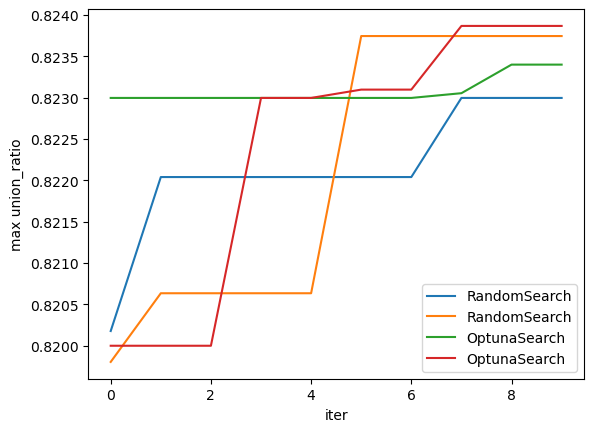 0.8240
0.8235
0.8230
0.8225
0.8220
0.8215
0.8210
0.8205
0.8200
max union_ratio
0 2 4 6 8
iter
RandomSearch
RandomSearch
OptunaSearch
OptunaSearch